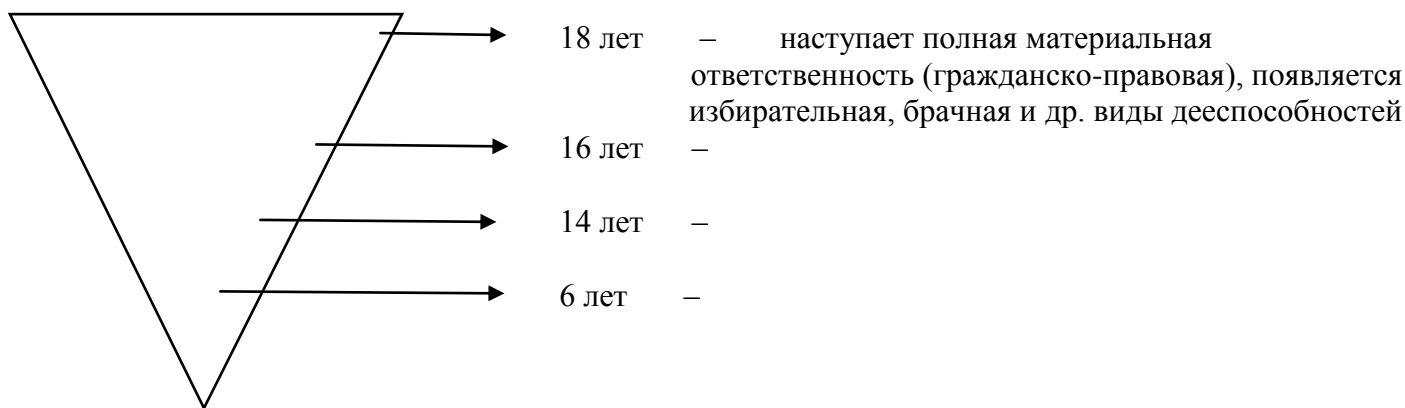 18 лет – наступает полная материальная
ответственность (гражданско-правовая), появляется
избирательная, брачная и др. виды дееспособностей
16 лет –
14 лет –
6 лет –